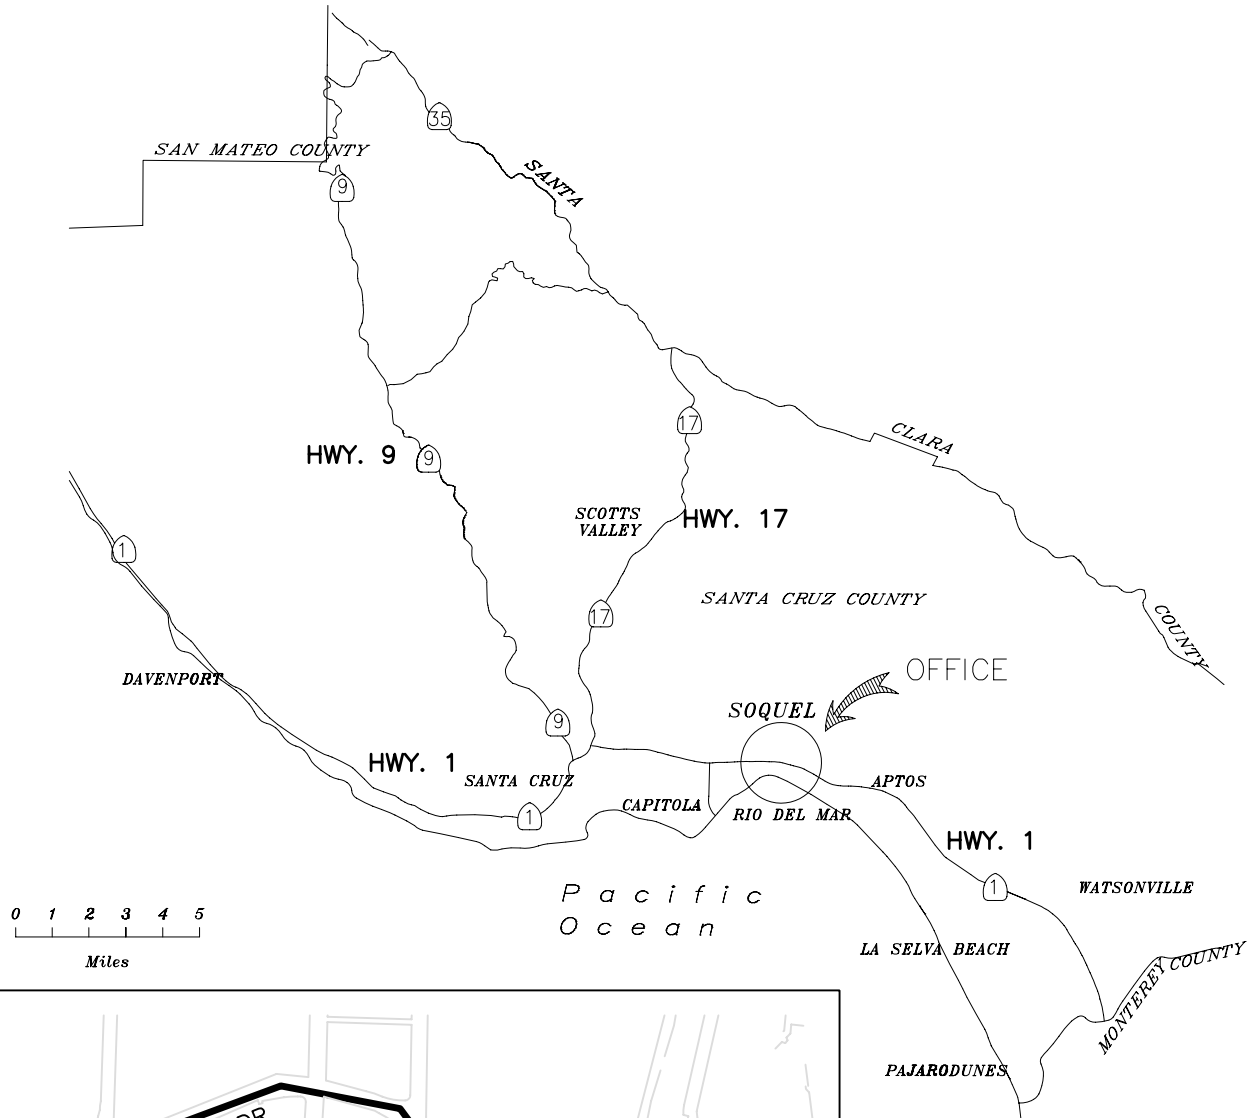 35
SAN MATEO COUNTY
SANTA
9
17
CLARA
HWY. 9
9
SCOTTS
VALLEY
HWY. 17
1
SANTA CRUZ COUNTY
17
COUNTY
OFFICE
DAVENPORT
SOQUEL
9
HWY. 1
SANTA CRUZ
APTOS
CAPITOLA
RIO DEL MAR
1
HWY. 1
Pacific
Ocean
1
WATSONVILLE
0 1 2 3 4 5
Miles
LA SELVA BEACH
MONTEREY COUNTY
PAJARODUNES
DR